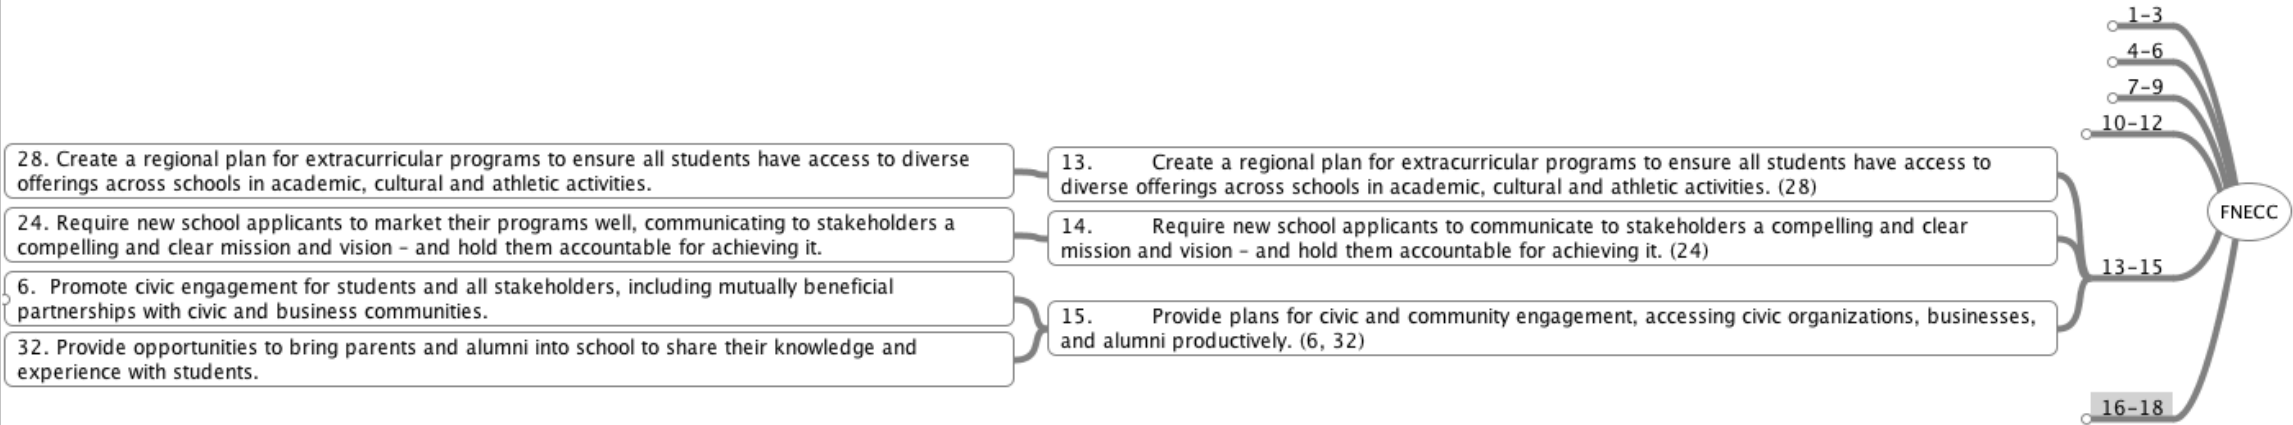 1–3
4–6
7–9
10–12
28. Create a regional plan for extracurricular programs to ensure all students have access to diverse
offerings across schools in academic, cultural and athletic activities.
13. Create a regional plan for extracurricular programs to ensure all students have access to
diverse offerings across schools in academic, cultural and athletic activities. (28)
24. Require new school applicants to market their programs well, communicating to stakeholders a
compelling and clear mission and vision – and hold them accountable for achieving it.
14. Require new school applicants to communicate to stakeholders a compelling and clear
mission and vision – and hold them accountable for achieving it. (24)
FNECC
13–15
6. Promote civic engagement for students and all stakeholders, including mutually beneficial
partnerships with civic and business communities.
32. Provide opportunities to bring parents and alumni into school to share their knowledge and
experience with students.
15. Provide plans for civic and community engagement, accessing civic organizations, businesses,
and alumni productively. (6, 32)
16–18